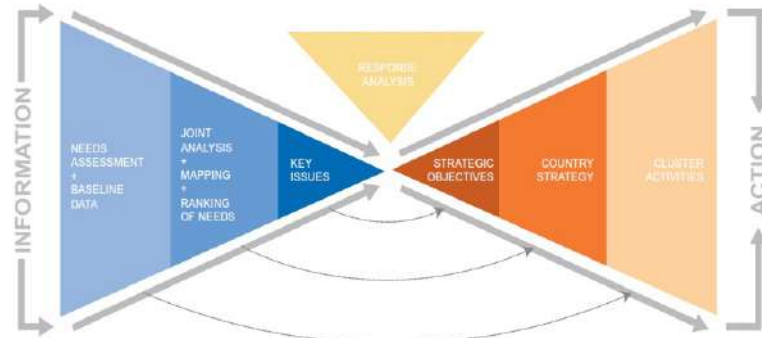 INFORMATION
NEEDS
ASSESSMENT
+
BASELINE
DATA
JOINT
ANALYSIS
+
MAPPING
+
RANKING
OF NEEDS
KEY
ISSUES
RESPONSE
ANALYSIS
STRATEGIC
OBJECTIVES
COUNTRY
STRATEGY
CLUSTER
ACTIVITIES
ACTION